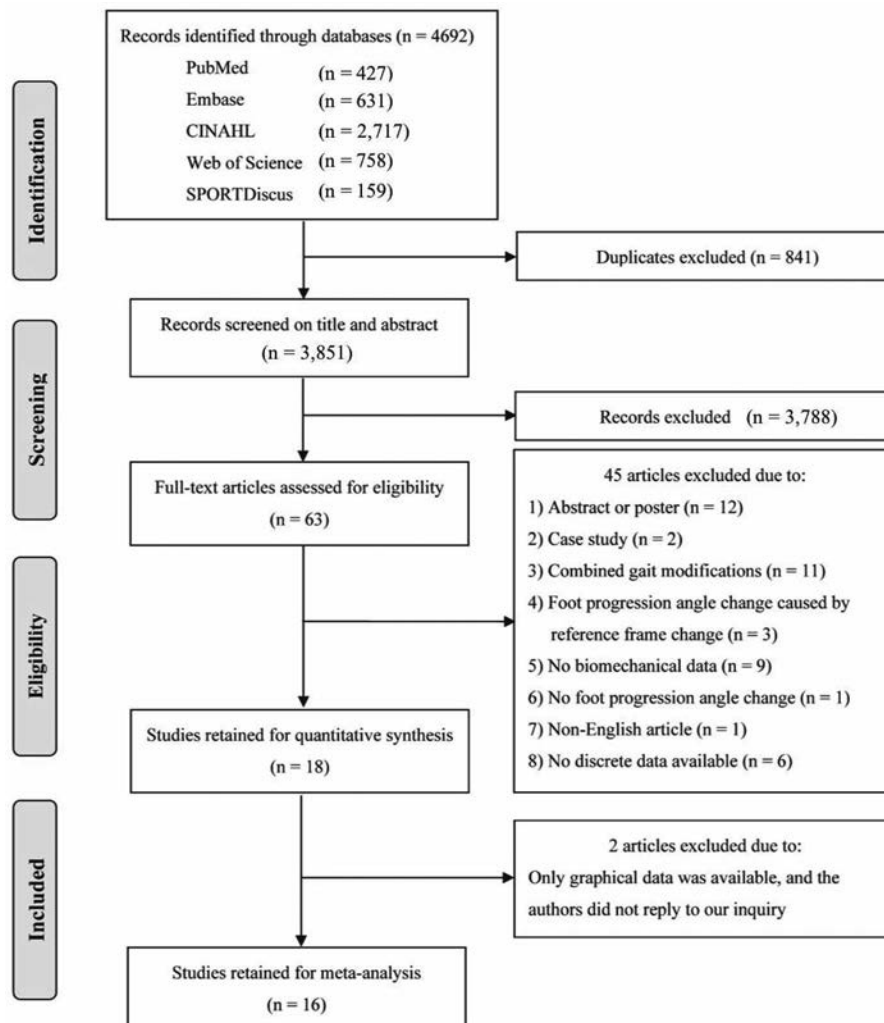 Records identified through databases (n = 4692)
PubMed (n = 427)
Embase (n = 631)
CINAHL (n = 2,717)
Web of Science (n = 758)
SPORTDiscus (n = 159)
Identification
Duplicates excluded (n = 841)
Records screened on title and abstract
(n = 3,851)
Screening
Records excluded (n = 3,788)
Full-text articles assessed for eligibility
(n = 63)
45 articles excluded due to:
1) Abstract or poster (n = 12)
2) Case study (n = 2)
3) Combined gait modifications (n = 11)
4) Foot progression angle change caused by
reference frame change (n = 3)
5) No biomechanical data (n = 9)
6) No foot progression angle change (n = 1)
7) Non-English article (n = 1)
8) No discrete data available (n = 6)
Eligibility
Studies retained for quantitative synthesis
(n = 18)
2 articles excluded due to:
Only graphical data was available, and the
authors did not reply to our inquiry
Included
Studies retained for meta-analysis
(n = 16)